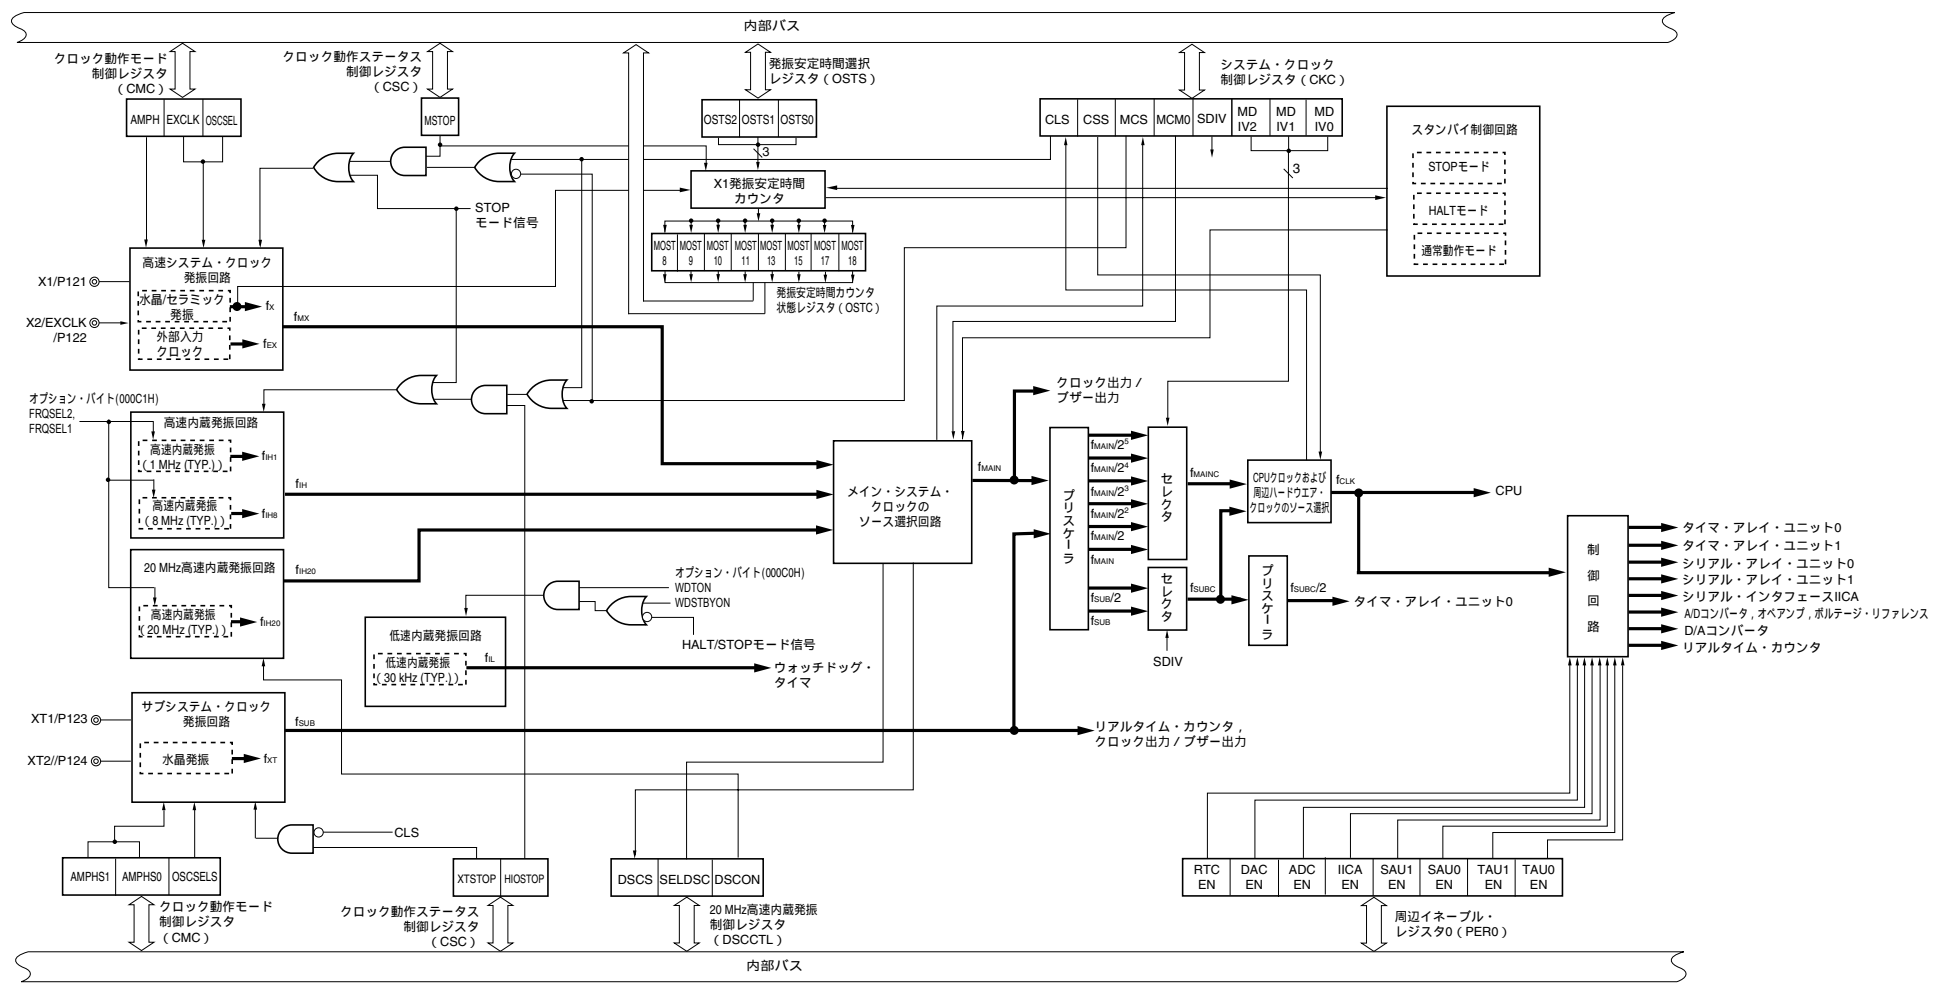 内部バス
クロック動作モード
制御レジスタ
(CMC)
クロック動作ステータス
制御レジスタ
(CSC)
発振安定時間選択
レジスタ(OSTS)
システム・クロック
制御レジスタ(CKC)
AMPH EXCLK OSCSEL
MSTOP
OSTS2 OSTS1 OSTS0
3
CLS CSS MCS MCM0 SDIV MD IV2 MD IV1 MD IV0
3
スタンバイ制御回路
STOPモード
HALTモード
通常動作モード
X1発振安定時間
カウンタ
STOP
モード信号
MOST 8 MOST 9 MOST 10 MOST 11 MOST 13 MOST 15 MOST 17 MOST 18
発振安定時間カウンタ
状態レジスタ(OSTC)
高速システム・クロック
発振回路
X1/P121
水晶/セラミック
発振
fX
X2/EXCLK
/P122
外部入力
クロック
fEX
fMX
オプション・バイト(000C1H)
FRQSEL2,
FRQSEL1
高速内蔵発振回路
高速内蔵発振
(1 MHz (TYP.))
fIH1
fIH
高速内蔵発振
(8 MHz (TYP.))
fIH8
20 MHz高速内蔵発振回路
fIH20
高速内蔵発振
(20 MHz (TYP.))
fIH20
オプション・バイト(000C0H)
WDTON
WDSTBYON
HALT/STOPモード信号
低速内蔵発振回路
低速内蔵発振
(30 kHz (TYP.))
fIL
ウォッチドッグ・
タイマ
メイン・システム・
クロックの
ソース選択回路
fMAIN
クロック出力/
ブザー出力
プリスケーラ
fMAIN/2^5
fMAIN/2^4
fMAIN/2^3
fMAIN/2^2
fMAIN/2
fMAIN
fSUB/2
fSUB
セレクタ
fMAINC
セレクタ
fSUBC
SDIV
CPUクロックおよび
周辺ハードウエア・
クロックのソース選択
fCLK
CPU
プリスケーラ
fSUBC/2
タイマ・アレイ・ユニット0
制御回路
タイマ・アレイ・ユニット0
タイマ・アレイ・ユニット1
シリアル・アレイ・ユニット0
シリアル・アレイ・ユニット1
シリアル・インタフェースIICA
A/Dコンバータ,オペアンプ,ボルテージ・リファレンス
D/Aコンバータ
リアルタイム・カウンタ
サブシステム・クロック
発振回路
XT1/P123
XT2//P124
水晶発振
fXT
fSUB
リアルタイム・カウンタ,
クロック出力/ブザー出力
CLS
AMPHS1 AMPHS0 OSCSELS
XTSTOP HIOSTOP
DSCS SELDSC DSCON
RTC EN DAC EN ADC EN IICA EN SAU1 EN SAU0 EN TAU1 EN TAU0 EN
クロック動作モード
制御レジスタ
(CMC)
クロック動作ステータス
制御レジスタ
(CSC)
20 MHz高速内蔵発振
制御レジスタ
(DSCCTL)
周辺イネーブル・
レジスタ0(PER0)
内部バス